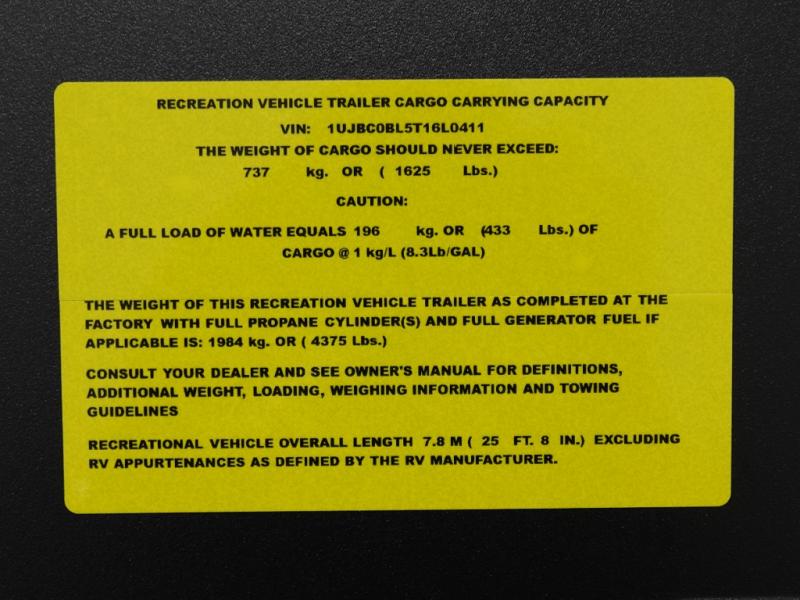 RECREATION VEHICLE TRAILER CARGO CARRYING CAPACITY
VIN: 1UJBC0BL5T16L0411
THE WEIGHT OF CARGO SHOULD NEVER EXCEED:
737 kg. OR ( 1625 Lbs.)
CAUTION:
A FULL LOAD OF WATER EQUALS 196 kg. OR (433 Lbs.) OF
CARGO @ 1 kg/L (8.3Lb/GAL)
THE WEIGHT OF THIS RECREATION VEHICLE TRAILER AS COMPLETED AT THE
FACTORY WITH FULL PROPANE CYLINDER(S) AND FULL GENERATOR FUEL IF
APPLICABLE IS: 1984 kg. OR ( 4375 Lbs.)
CONSULT YOUR DEALER AND SEE OWNER'S MANUAL FOR DEFINITIONS,
ADDITIONAL WEIGHT, LOADING, WEIGHING INFORMATION AND TOWING
GUIDELINES
RECREATIONAL VEHICLE OVERALL LENGTH 7.8 M ( 25 FT. 8 IN.) EXCLUDING
RV APPURTENANCES AS DEFINED BY THE RV MANUFACTURER.